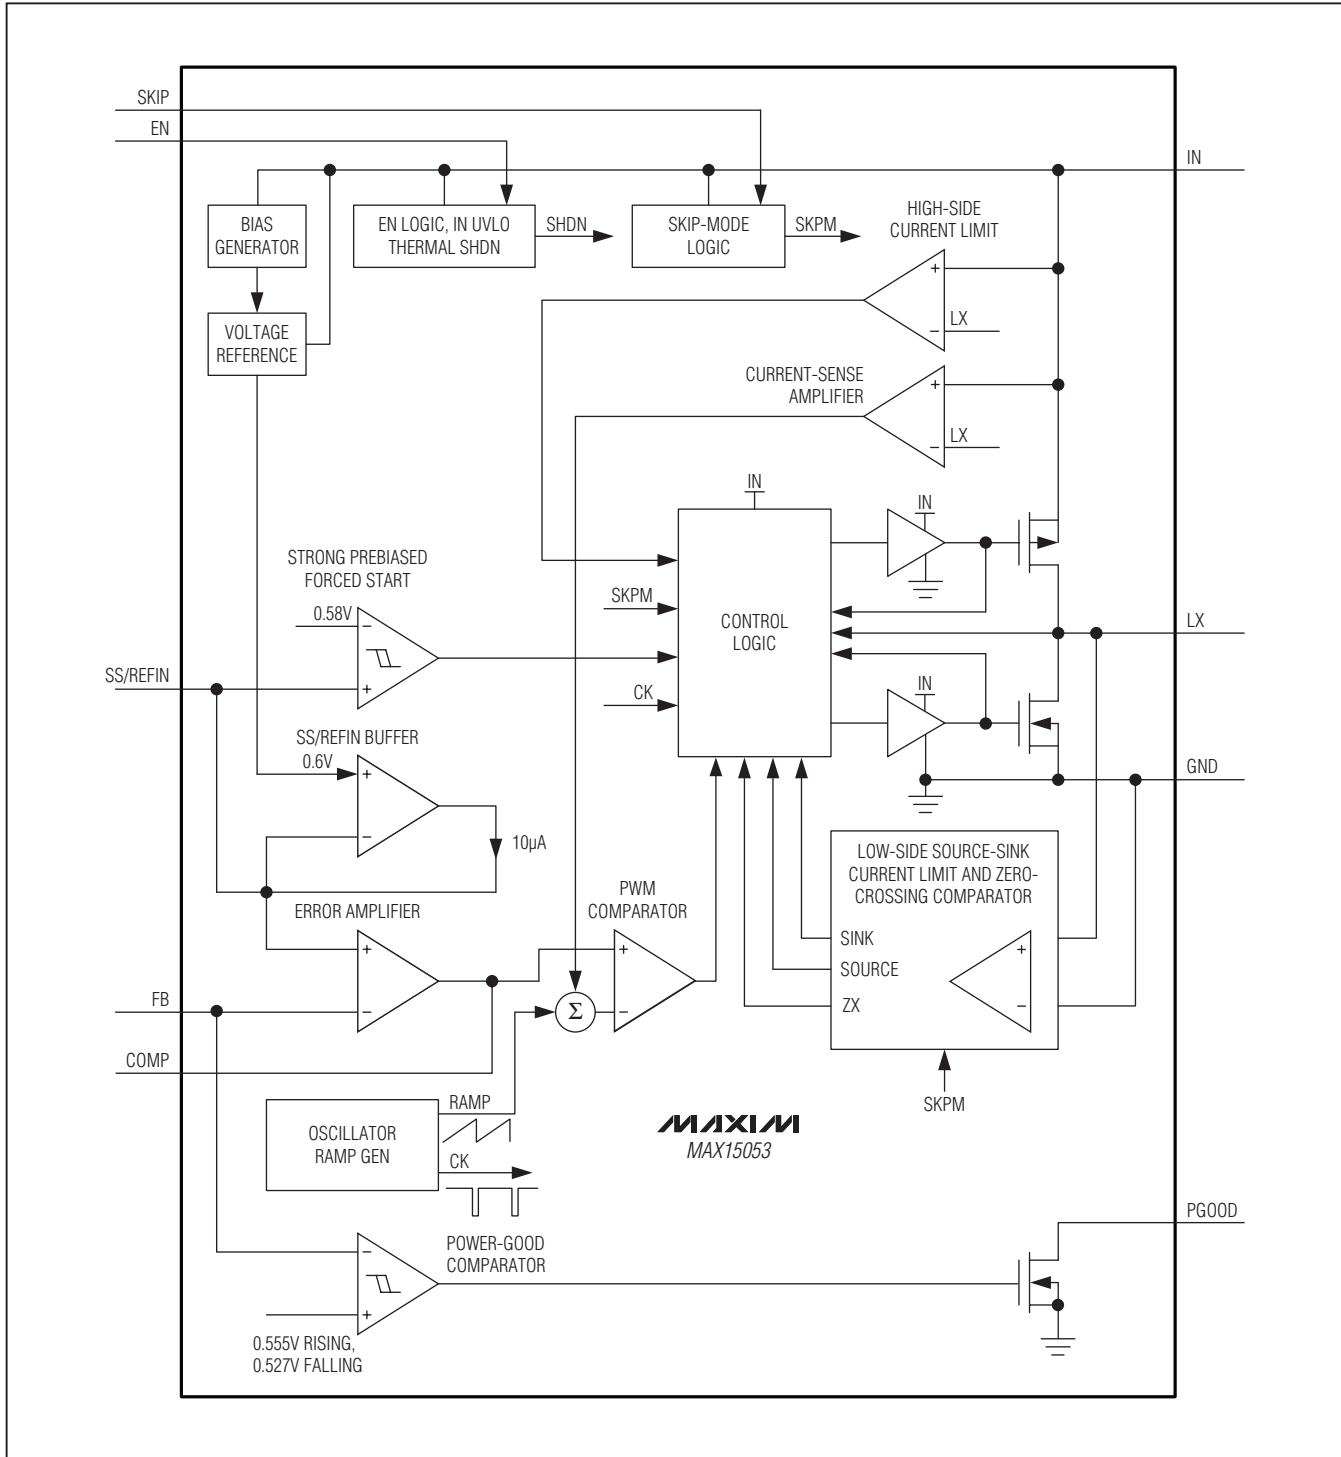 SKIP
EN
IN
BIAS
GENERATOR
EN LOGIC, IN UVLO
THERMAL SHDN
SHDN
SKIP-MODE
LOGIC
SKPM
HIGH-SIDE
CURRENT LIMIT
+
LX
−
VOLTAGE
REFERENCE
CURRENT-SENSE
AMPLIFIER
+
LX
−
IN
IN
STRONG PREBIASED
FORCED START
0.58V
−
+
SKPM
CONTROL
LOGIC
LX
SS/REFIN
CK
IN
SS/REFIN BUFFER
0.6V
+
−
10µA
GND
LOW-SIDE SOURCE-SINK
CURRENT LIMIT AND ZERO-
CROSSING COMPARATOR
SINK
SOURCE
ZX
+
−
SKPM
ERROR AMPLIFIER
+
−
PWM
COMPARATOR
+
−
Σ
FB
COMP
OSCILLATOR
RAMP GEN
RAMP
CK
MAXIM
MAX15053
PGOOD
POWER-GOOD
COMPARATOR
−
+
0.555V RISING,
0.527V FALLING